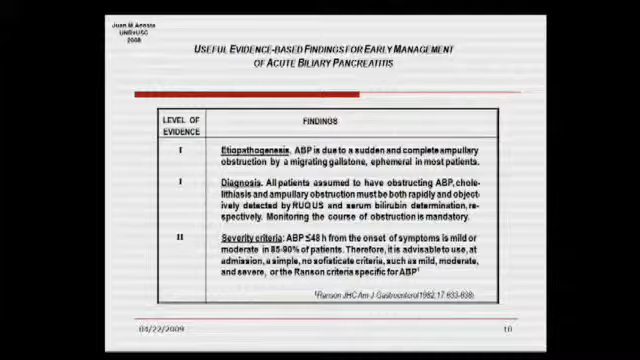 Juan M Acosta
UNR/USC
2008
USEFUL EVIDENCE-BASED FINDINGS FOR EARLY MANAGEMENT
OF ACUTE BILIARY PANCREATITIS
LEVEL OF
EVIDENCE
FINDINGS
I
Etiopathogenesis. ABP is due to a sudden and complete ampullary
obstruction by a migrating gallstone, ephemeral in most patients.
I
Diagnosis. All patients assumed to have obstructing ABP, chole-
lithiasis and ampullary obstruction must be both rapidly and object-
ively detected by RUQ US and serum bilirubin determination, re-
spectively. Monitoring the course of obstruction is mandatory.
II
Severity criteria: ABP ≤48 h from the onset of symptoms is mild or
moderate in 85-90% of patients. Therefore, it is advisable to use, at
admission, a simple, no sofisticate criteria, such as mild, moderate,
and severe, or the Ranson criteria specific for ABP¹
¹Ranson JHC Am J Gastroenterol 1982;17:633-638)
04/22/2009
10